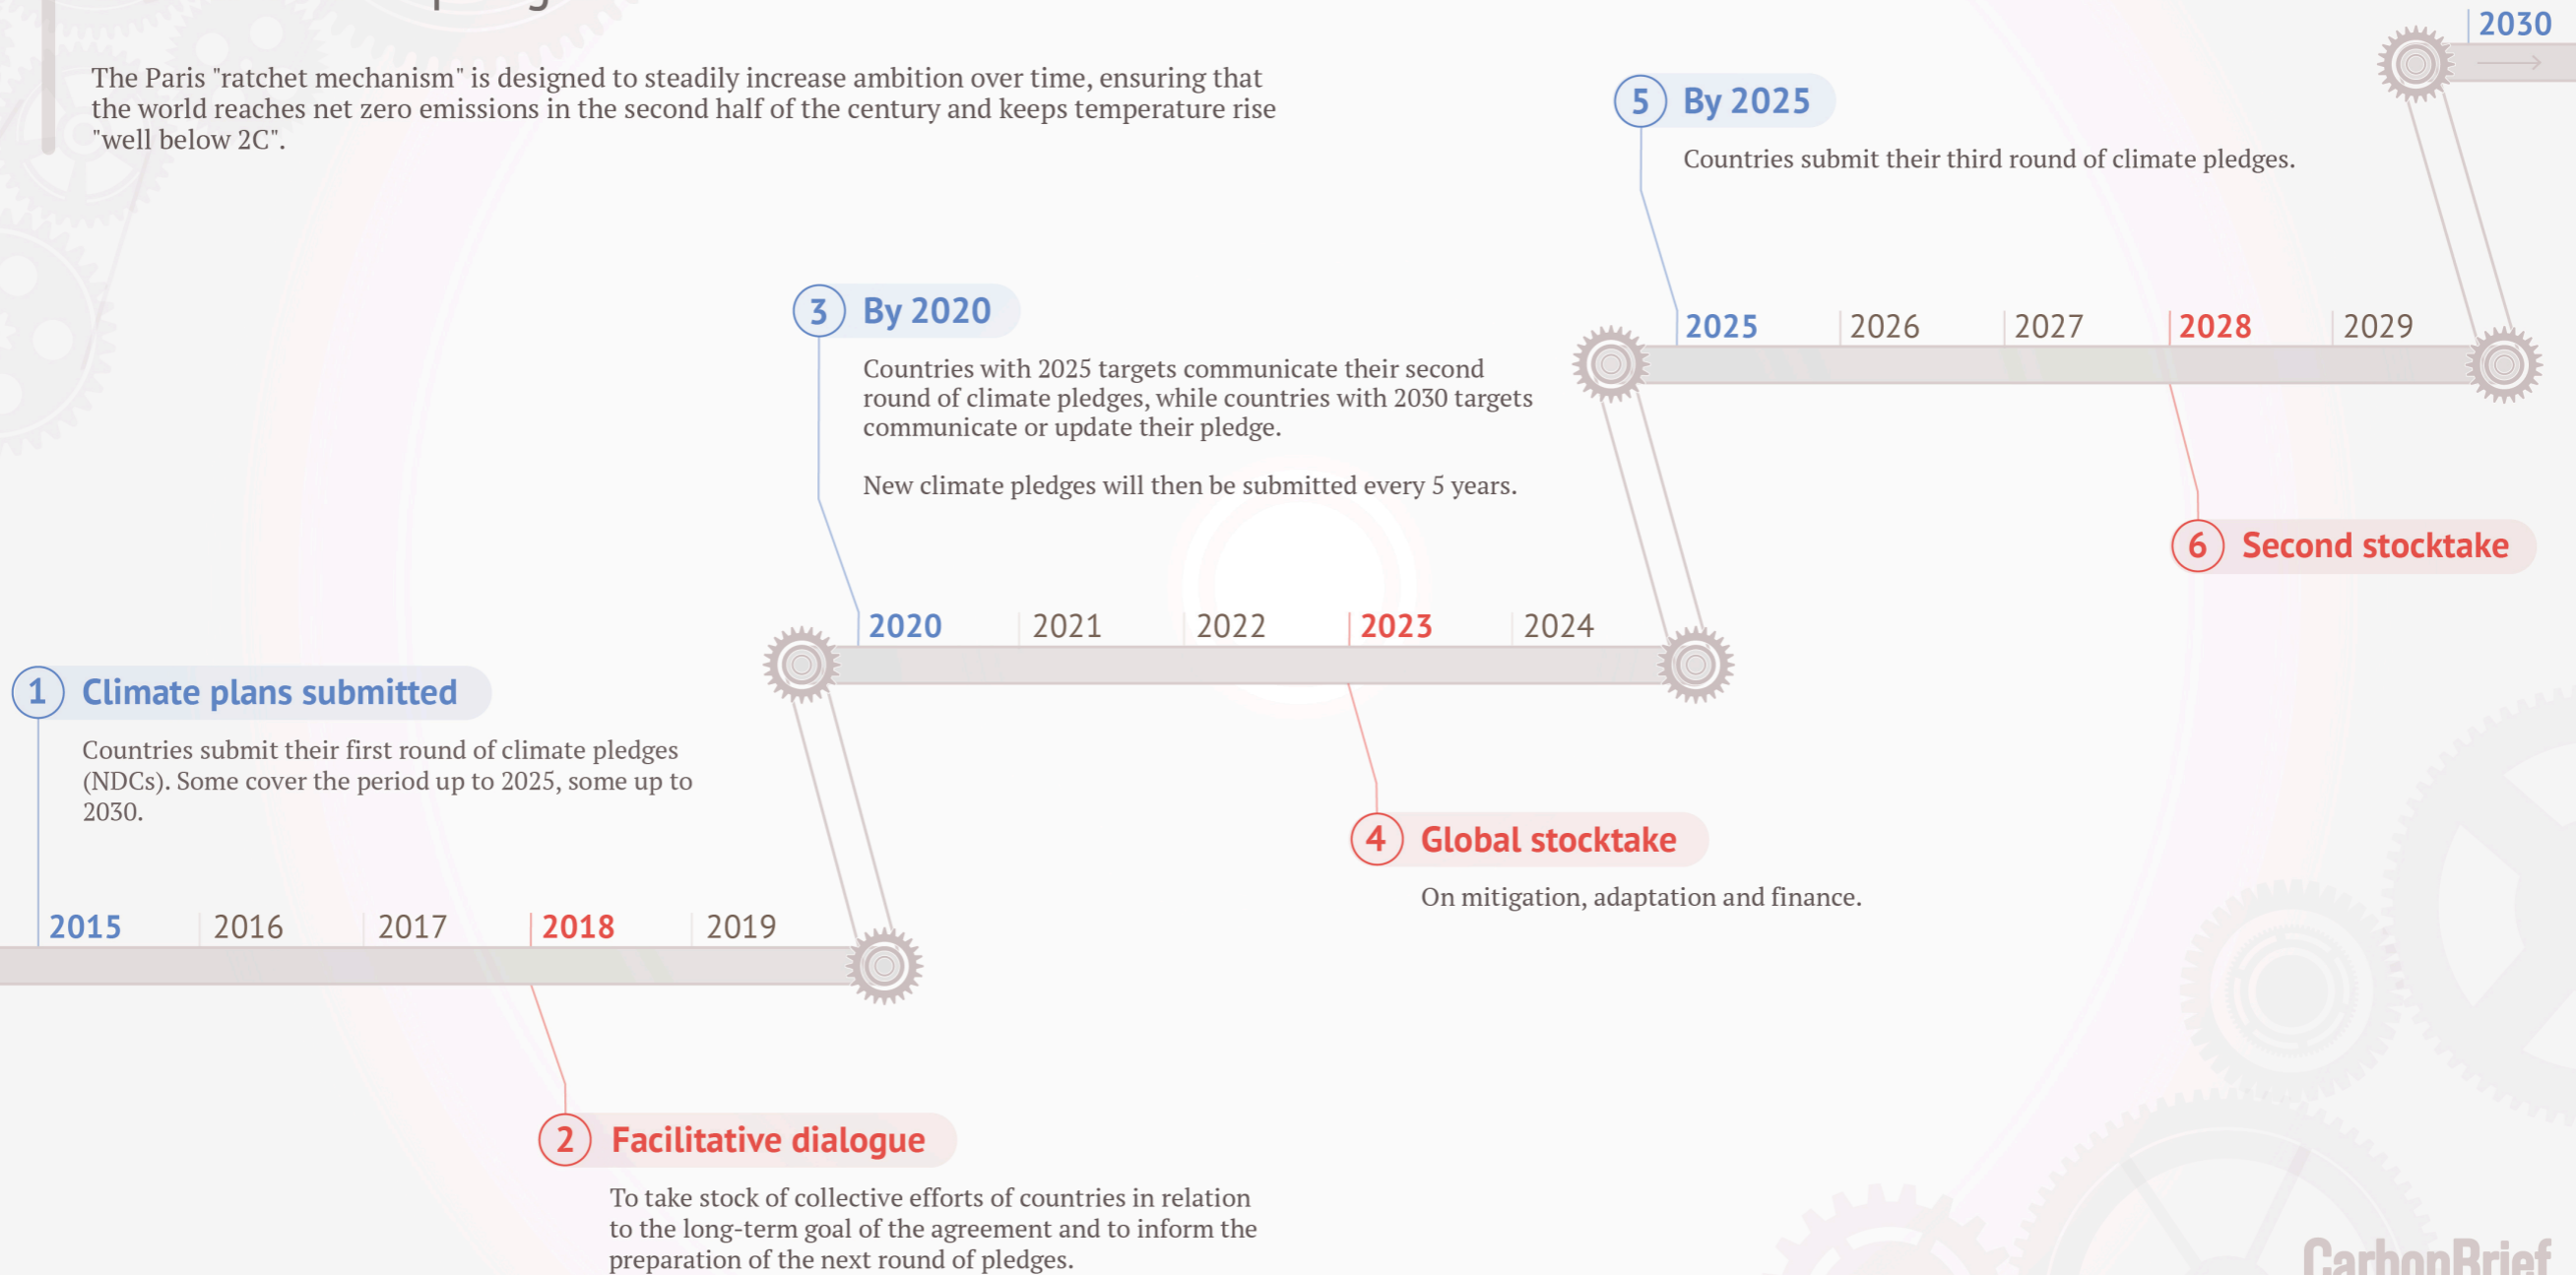 The Paris "ratchet mechanism" is designed to steadily increase ambition over time, ensuring that
the world reaches net zero emissions in the second half of the century and keeps temperature rise
"well below 2C".
2030
5 By 2025
Countries submit their third round of climate pledges.
2025 2026 2027 2028 2029
6 Second stocktake
3 By 2020
Countries with 2025 targets communicate their second
round of climate pledges, while countries with 2030 targets
communicate or update their pledge.
New climate pledges will then be submitted every 5 years.
2020 2021 2022 2023 2024
4 Global stocktake
On mitigation, adaptation and finance.
1 Climate plans submitted
Countries submit their first round of climate pledges
(NDCs). Some cover the period up to 2025, some up to
2030.
2015 2016 2017 2018 2019
2 Facilitative dialogue
To take stock of collective efforts of countries in relation
to the long-term goal of the agreement and to inform the
preparation of the next round of pledges.
CarbonBrief